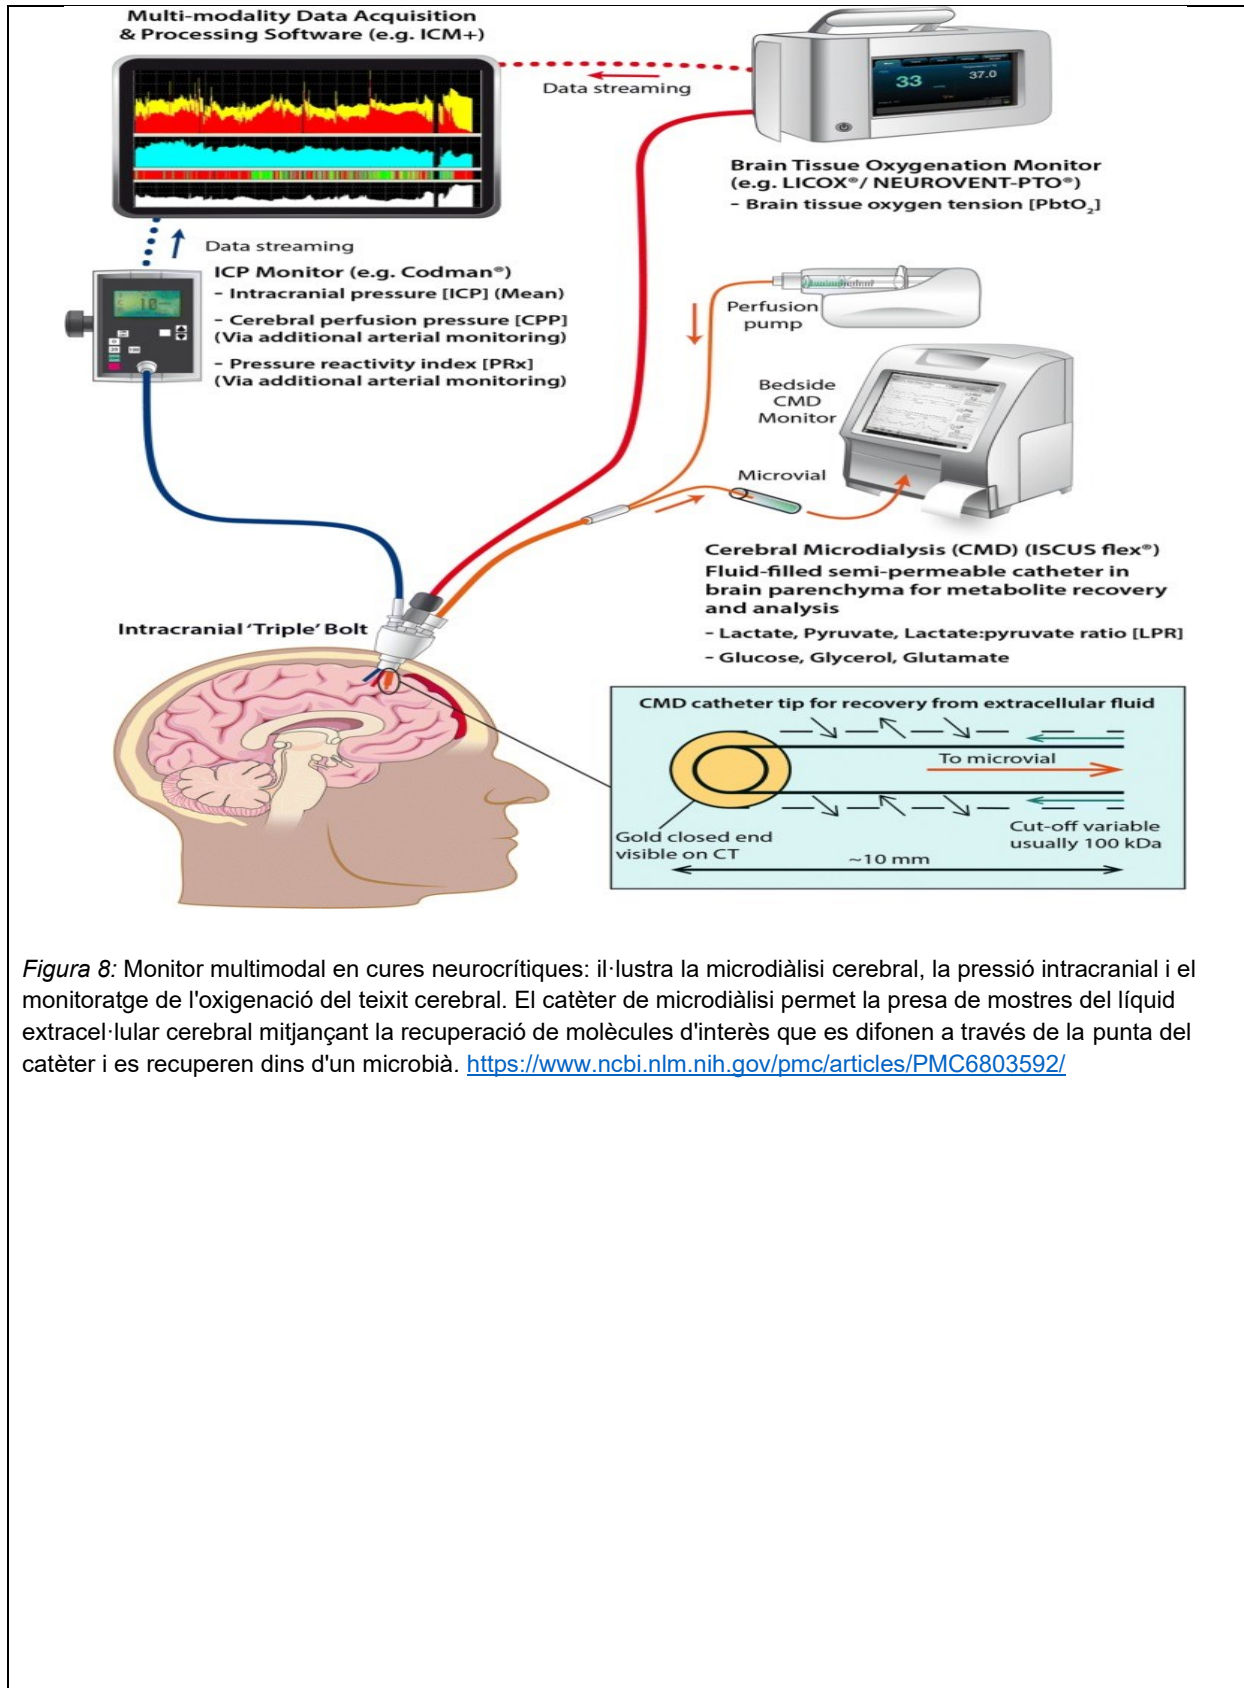 Multi-modality Data Acquisition
& Processing Software (e.g. ICM+)
Data streaming
33
37.0
Brain Tissue Oxygenation Monitor
(e.g. LICOX®/ NEUROVENT-PTO®)
- Brain tissue oxygen tension [PbtO₂]
Data streaming
ICP Monitor (e.g. Codman®)
- Intracranial pressure [ICP] (Mean)
- Cerebral perfusion pressure [CPP]
(Via additional arterial monitoring)
- Pressure reactivity index [PRx]
(Via additional arterial monitoring)
10
Perfusion
pump
Bedside
CMD
Monitor
Microvial
Cerebral Microdialysis (CMD) (ISCUS flex®)
Fluid-filled semi-permeable catheter in
brain parenchyma for metabolite recovery
and analysis
- Lactate, Pyruvate, Lactate:pyruvate ratio [LPR]
- Glucose, Glycerol, Glutamate
Intracranial ‘Triple’ Bolt
CMD catheter tip for recovery from extracellular fluid
To microvial
Gold closed end
visible on CT
Cut-off variable
usually 100 kDa
~10 mm
Figura 8: Monitor multimodal en cures neurocrítiques: il·lustra la microdiàlisi cerebral, la pressió intracranial i el
monitoratge de l'oxigenació del teixit cerebral. El catèter de microdiàlisi permet la presa de mostres del líquid
extracel·lular cerebral mitjançant la recuperació de molècules d'interès que es difonen a través de la punta del
catèter i es recuperen dins d'un microbià. https://www.ncbi.nlm.nih.gov/pmc/articles/PMC6803592/